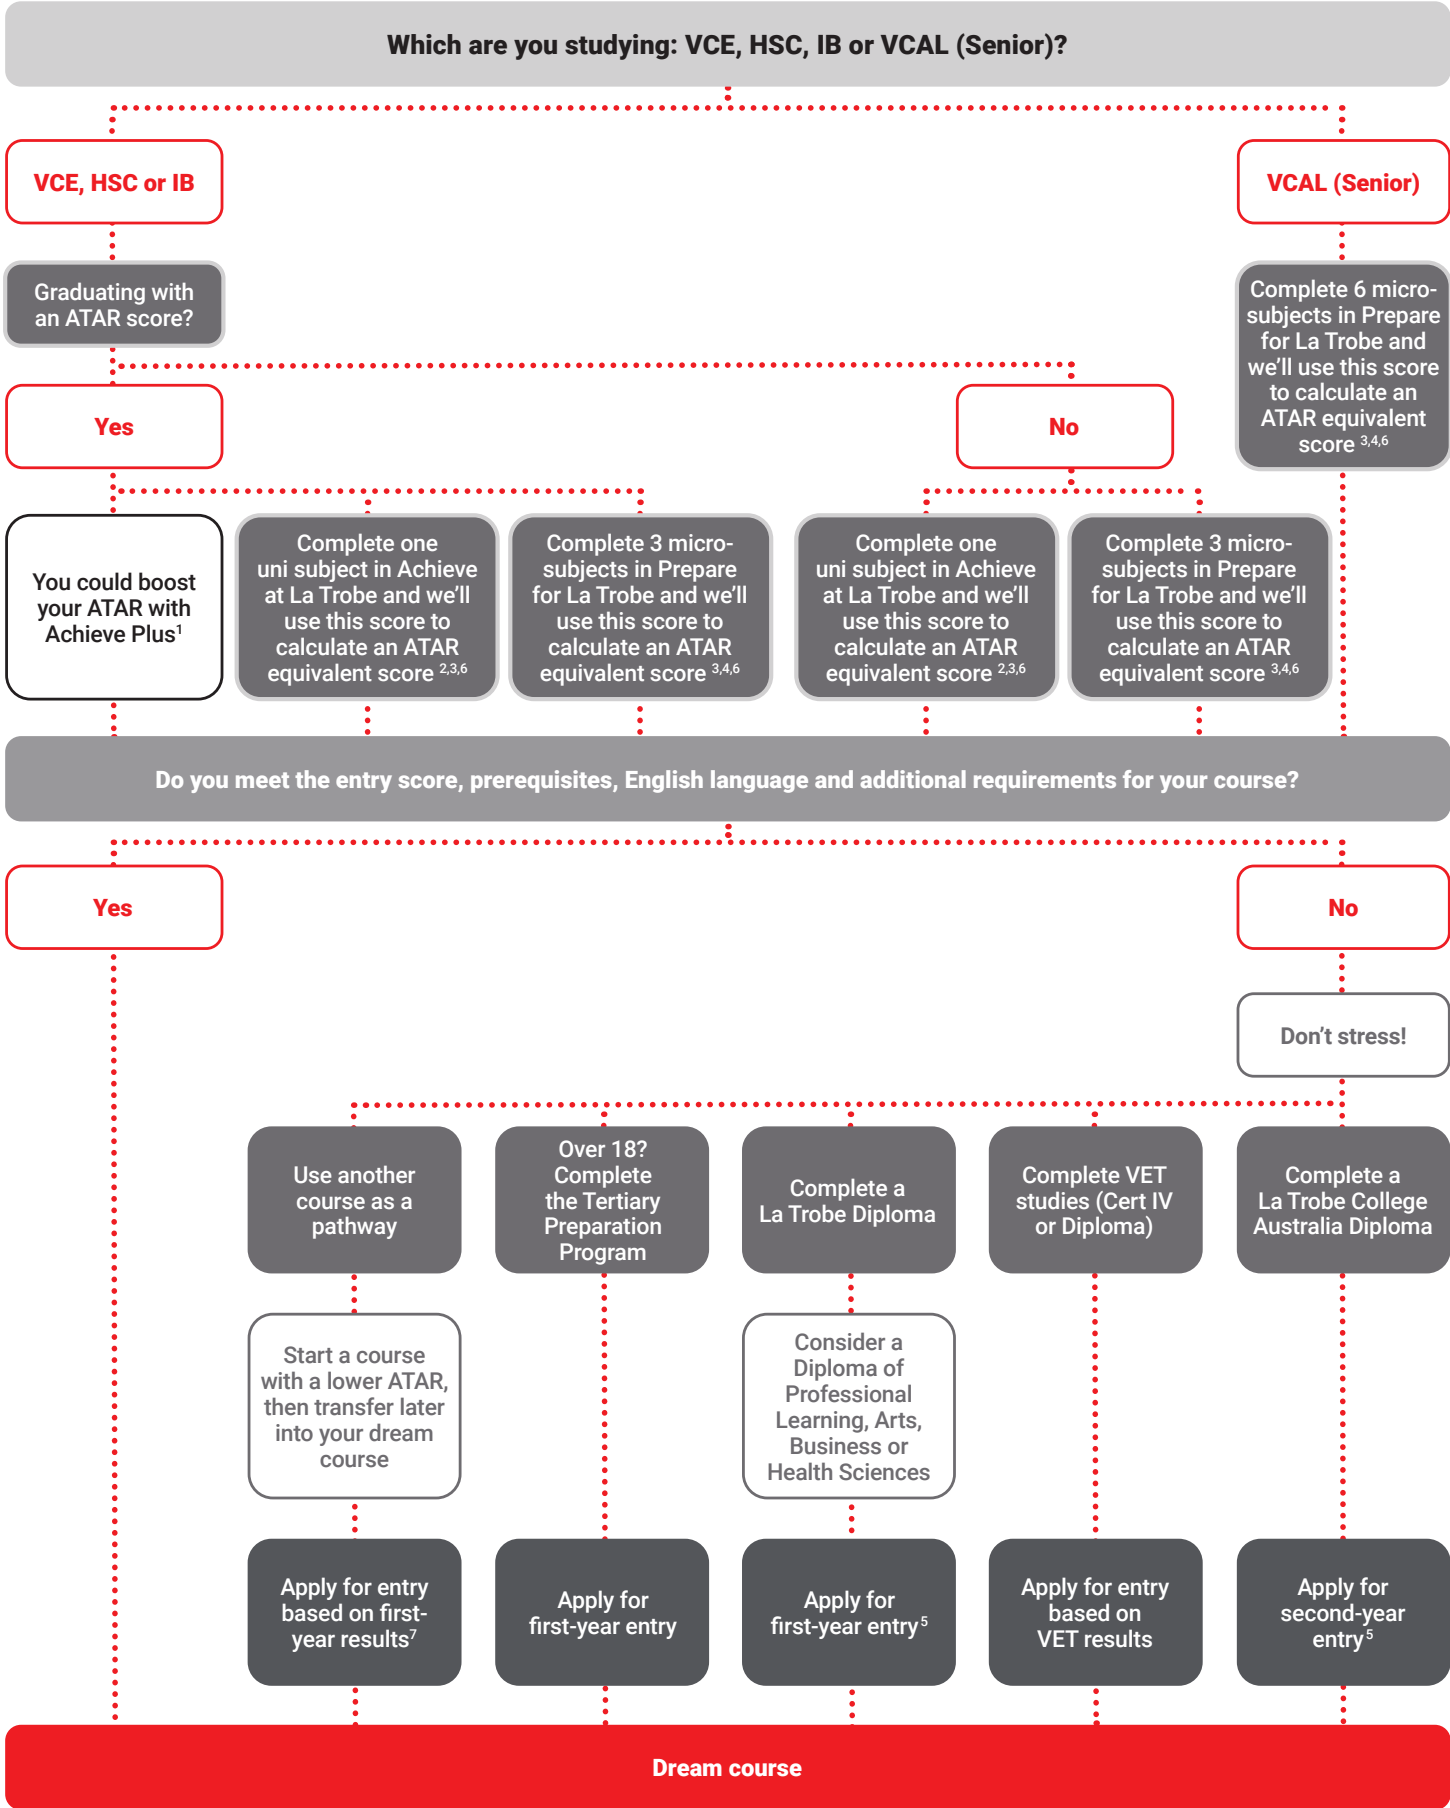 Which are you studying: VCE, HSC, IB or VCAL (Senior)?
VCE, HSC or IB
VCAL (Senior)
Graduating with
an ATAR score?
Complete 6 micro-
subjects in Prepare
for La Trobe and
we'll use this score
to calculate an
ATAR equivalent
score 3,4,6
Yes
No
You could boost
your ATAR with
Achieve Plus1
Complete one
uni subject in Achieve
at La Trobe and we'll
use this score to
calculate an ATAR
equivalent score 2,3,6
Complete 3 micro-
subjects in Prepare
for La Trobe and we'll
use this score to
calculate an ATAR
equivalent score 3,4,6
Complete one
uni subject in Achieve
at La Trobe and we'll
use this score to
calculate an ATAR
equivalent score 2,3,6
Complete 3 micro-
subjects in Prepare
for La Trobe and we'll
use this score to
calculate an ATAR
equivalent score 3,4,6
Do you meet the entry score, prerequisites, English language and additional requirements for your course?
Yes
No
Don't stress!
Use another
course as a
pathway
Over 18?
Complete
the Tertiary
Preparation
Program
Complete a
La Trobe Diploma
Complete VET
studies (Cert IV
or Diploma)
Complete a
La Trobe College
Australia Diploma
Start a course
with a lower ATAR,
then transfer later
into your dream
course
Consider a
Diploma of
Professional
Learning, Arts,
Business or
Health Sciences
Apply for entry
based on first-
year results7
Apply for
first-year entry
Apply for
first-year entry5
Apply for entry
based on
VET results
Apply for
second-year
entry5
Dream course